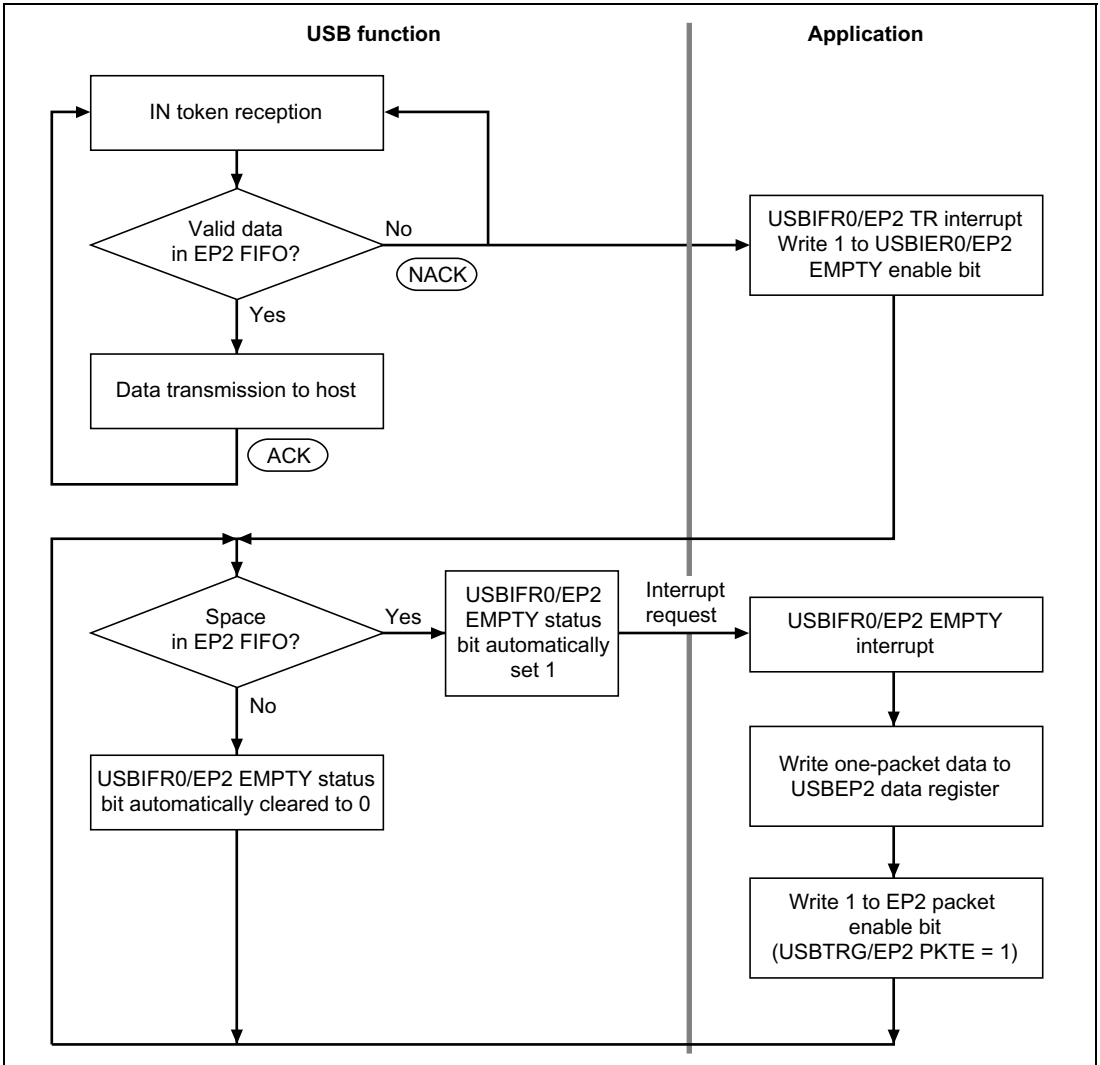 USB function
Application
IN token reception
Valid data
in EP2 FIFO?
No
NACK
USBIFR0/EP2 TR interrupt
Write 1 to USBIER0/EP2
EMPTY enable bit
Yes
Data transmission to host
ACK
Space
in EP2 FIFO?
Yes
USBIFR0/EP2
EMPTY status
bit automatically
set 1
Interrupt
request
USBIFR0/EP2 EMPTY
interrupt
No
USBIFR0/EP2 EMPTY status
bit automatically cleared to 0
Write one-packet data to
USBEP2 data register
Write 1 to EP2 packet
enable bit
(USBTRG/EP2 PKTE = 1)